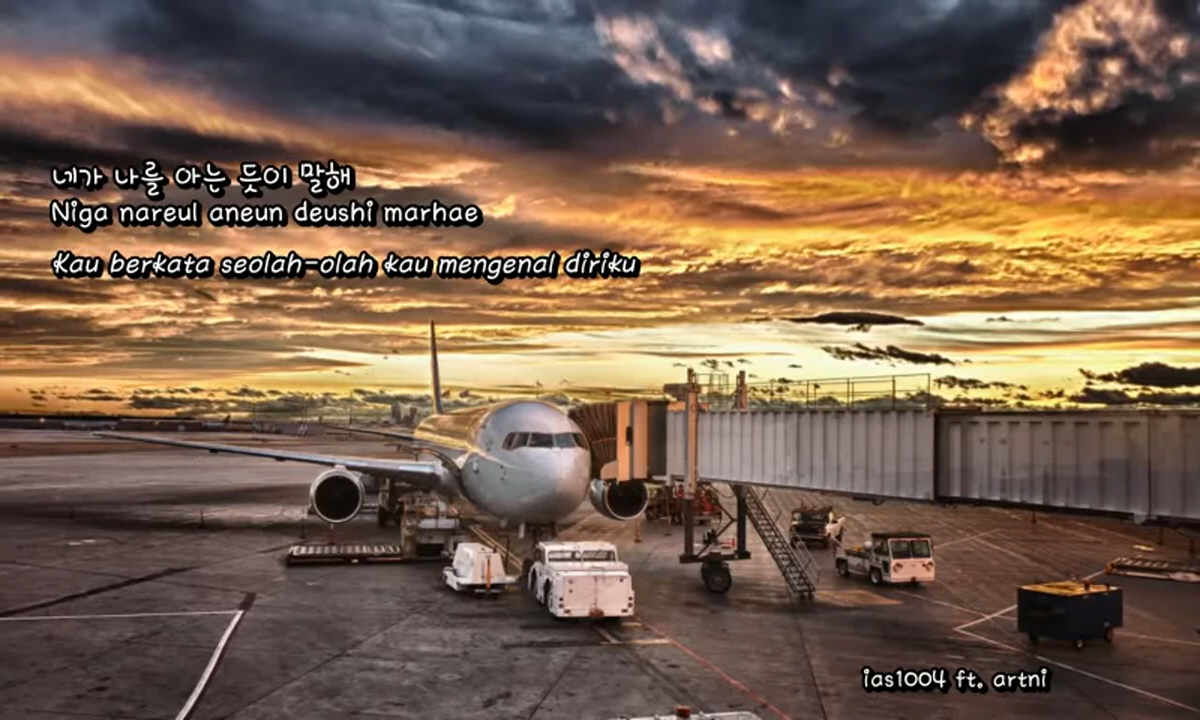 네가 나를 아는 듯이 말해
Niga nareul aneun deushi marhae
Kau berkata seolah-olah kau mengenal diriku
ias1004 ft. artni